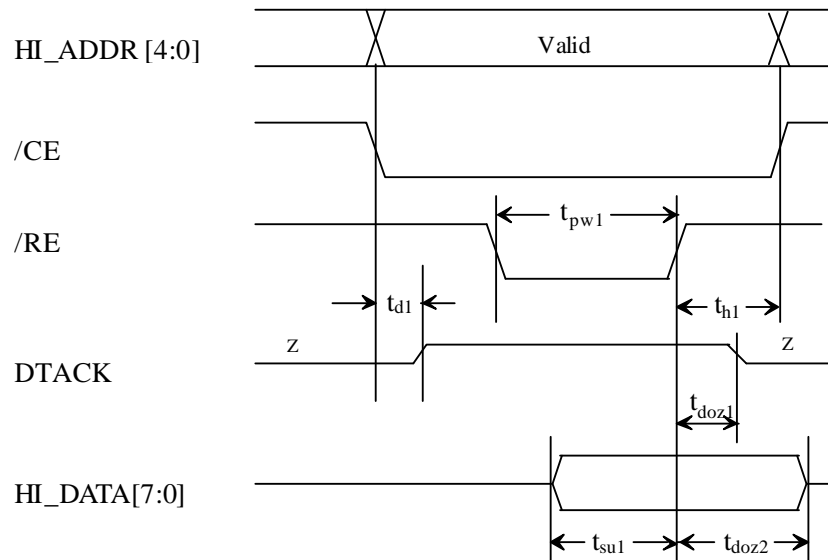 HI_ADDR [4:0]
Valid
/CE
/RE
tpw1
td1
th1
Z
Z
DTACK
tdoz1
HI_DATA[7:0]
tsu1
tdoz2